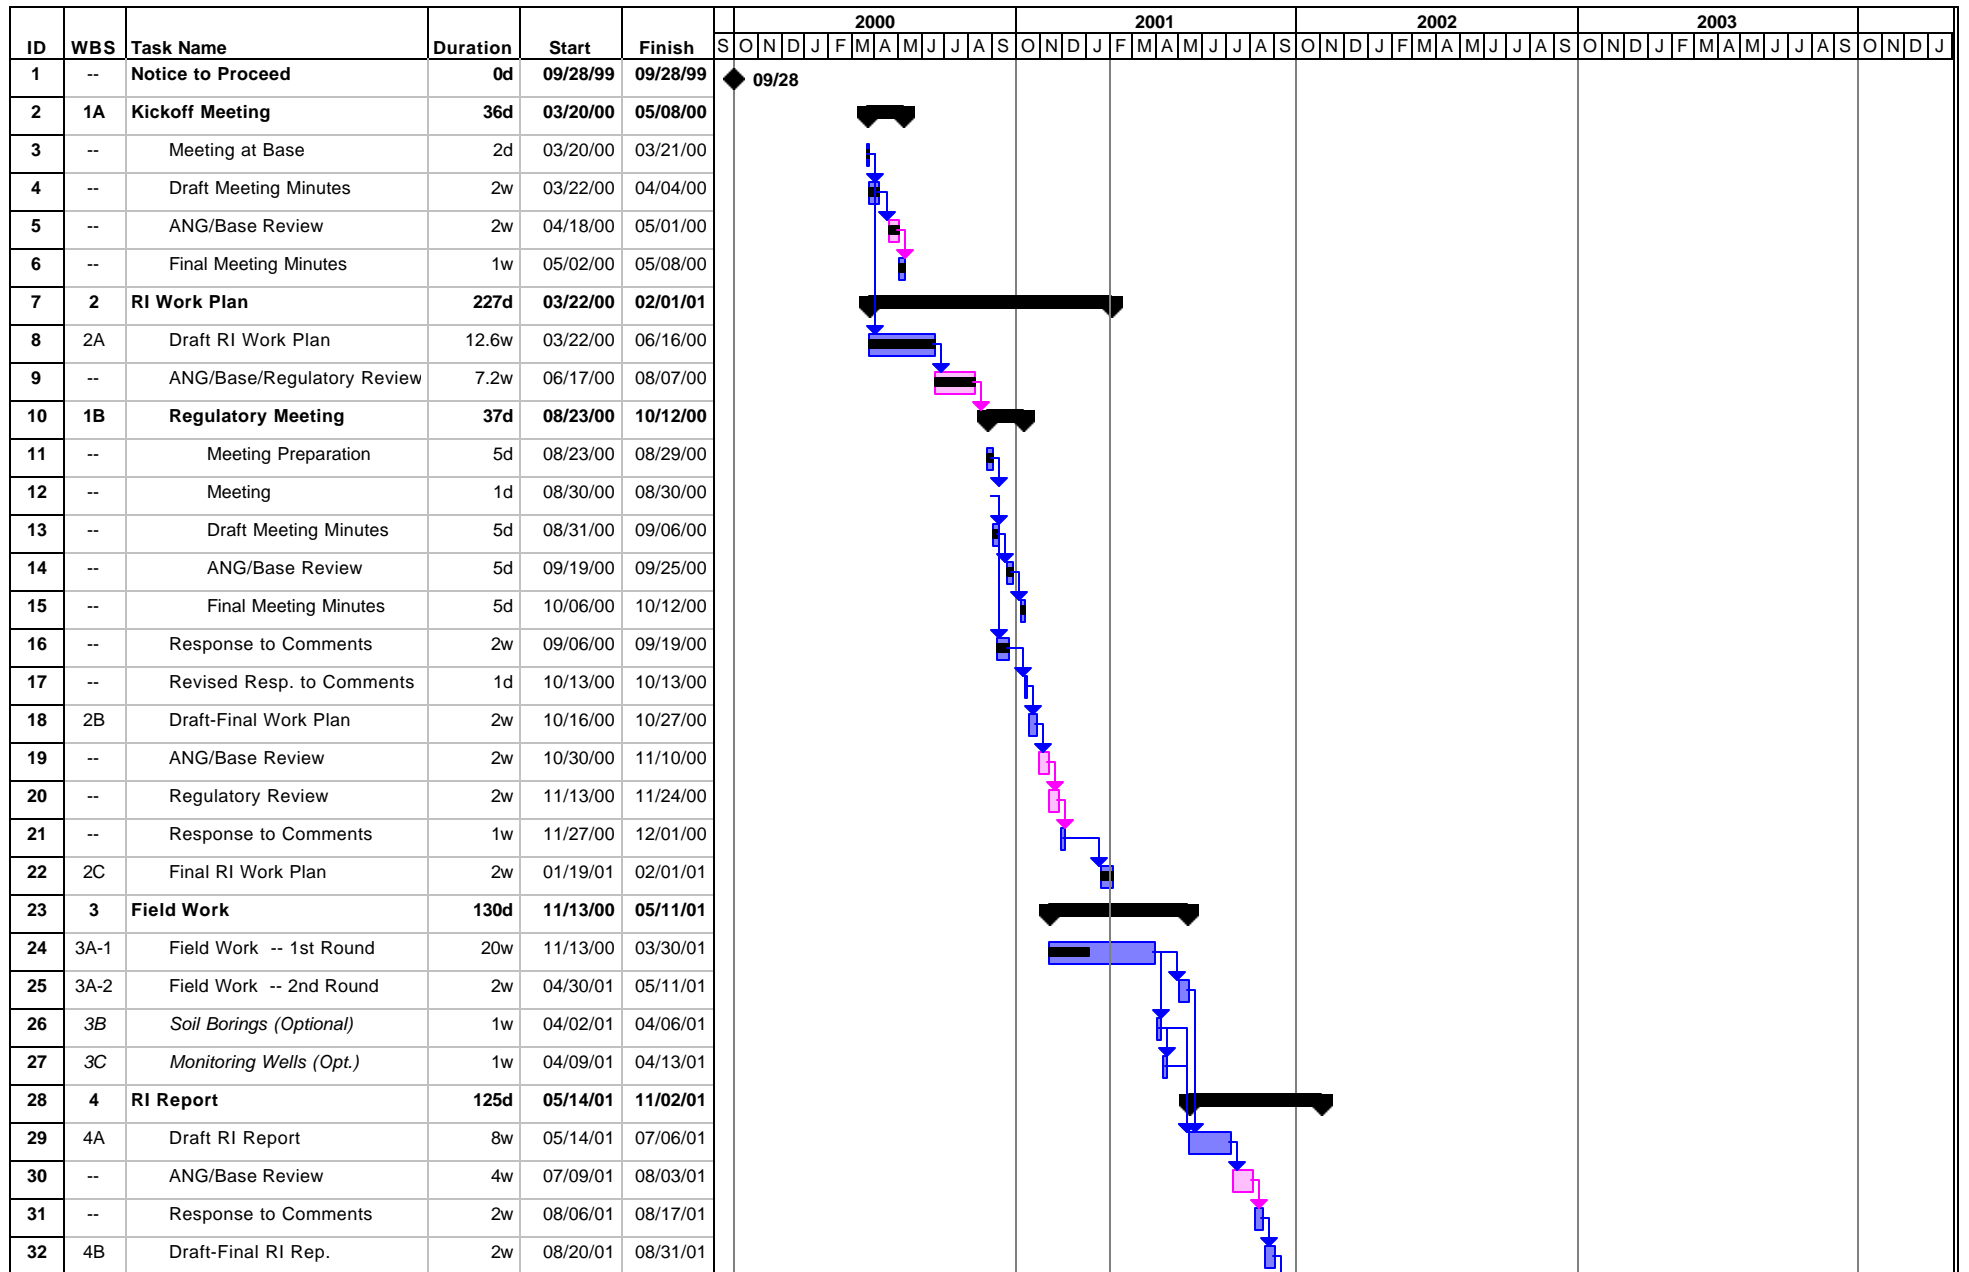 2000 2001 2002 2003
ID WBS Task Name Duration Start Finish S O N D J F M A M J J A S O N D J F M A M J J A S O N D J F M A M J J A S O N D J F M A M J J A S O N D J
1 -- Notice to Proceed 0d 09/28/99 09/28/99 09/28
2 1A Kickoff Meeting 36d 03/20/00 05/08/00
3 -- Meeting at Base 2d 03/20/00 03/21/00
4 -- Draft Meeting Minutes 2w 03/22/00 04/04/00
5 -- ANG/Base Review 2w 04/18/00 05/01/00
6 -- Final Meeting Minutes 1w 05/02/00 05/08/00
7 2 RI Work Plan 227d 03/22/00 02/01/01
8 2A Draft RI Work Plan 12.6w 03/22/00 06/16/00
9 -- ANG/Base/Regulatory Review 7.2w 06/17/00 08/07/00
10 1B Regulatory Meeting 37d 08/23/00 10/12/00
11 -- Meeting Preparation 5d 08/23/00 08/29/00
12 -- Meeting 1d 08/30/00 08/30/00
13 -- Draft Meeting Minutes 5d 08/31/00 09/06/00
14 -- ANG/Base Review 5d 09/19/00 09/25/00
15 -- Final Meeting Minutes 5d 10/06/00 10/12/00
16 -- Response to Comments 2w 09/06/00 09/19/00
17 -- Revised Resp. to Comments 1d 10/13/00 10/13/00
18 2B Draft-Final Work Plan 2w 10/16/00 10/27/00
19 -- ANG/Base Review 2w 10/30/00 11/10/00
20 -- Regulatory Review 2w 11/13/00 11/24/00
21 -- Response to Comments 1w 11/27/00 12/01/00
22 2C Final RI Work Plan 2w 01/19/01 02/01/01
23 3 Field Work 130d 11/13/00 05/11/01
24 3A-1 Field Work -- 1st Round 20w 11/13/00 03/30/01
25 3A-2 Field Work -- 2nd Round 2w 04/30/01 05/11/01
26 3B Soil Borings (Optional) 1w 04/02/01 04/06/01
27 3C Monitoring Wells (Opt.) 1w 04/09/01 04/13/01
28 4 RI Report 125d 05/14/01 11/02/01
29 4A Draft RI Report 8w 05/14/01 07/06/01
30 -- ANG/Base Review 4w 07/09/01 08/03/01
31 -- Response to Comments 2w 08/06/01 08/17/01
32 4B Draft-Final RI Rep. 2w 08/20/01 08/31/01